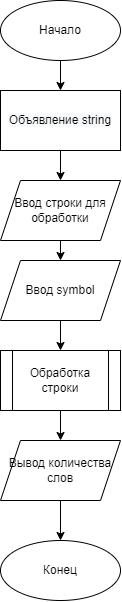 Начало
Объявление string
Ввод строки для
обработки
Ввод symbol
Обработка
строки
Вывод количества
слов
Конец